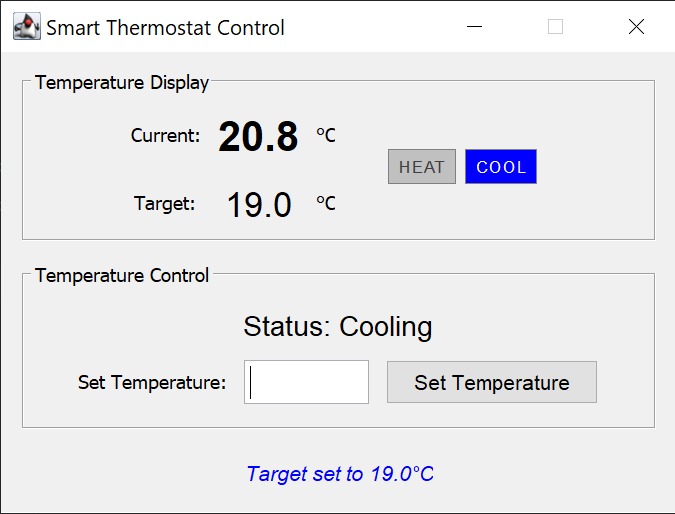 Smart Thermostat Control
Temperature Display
Current: 20.8 °C
HEAT COOL
Target: 19.0 °C
Temperature Control
Status: Cooling
Set Temperature: Set Temperature
Target set to 19.0°C